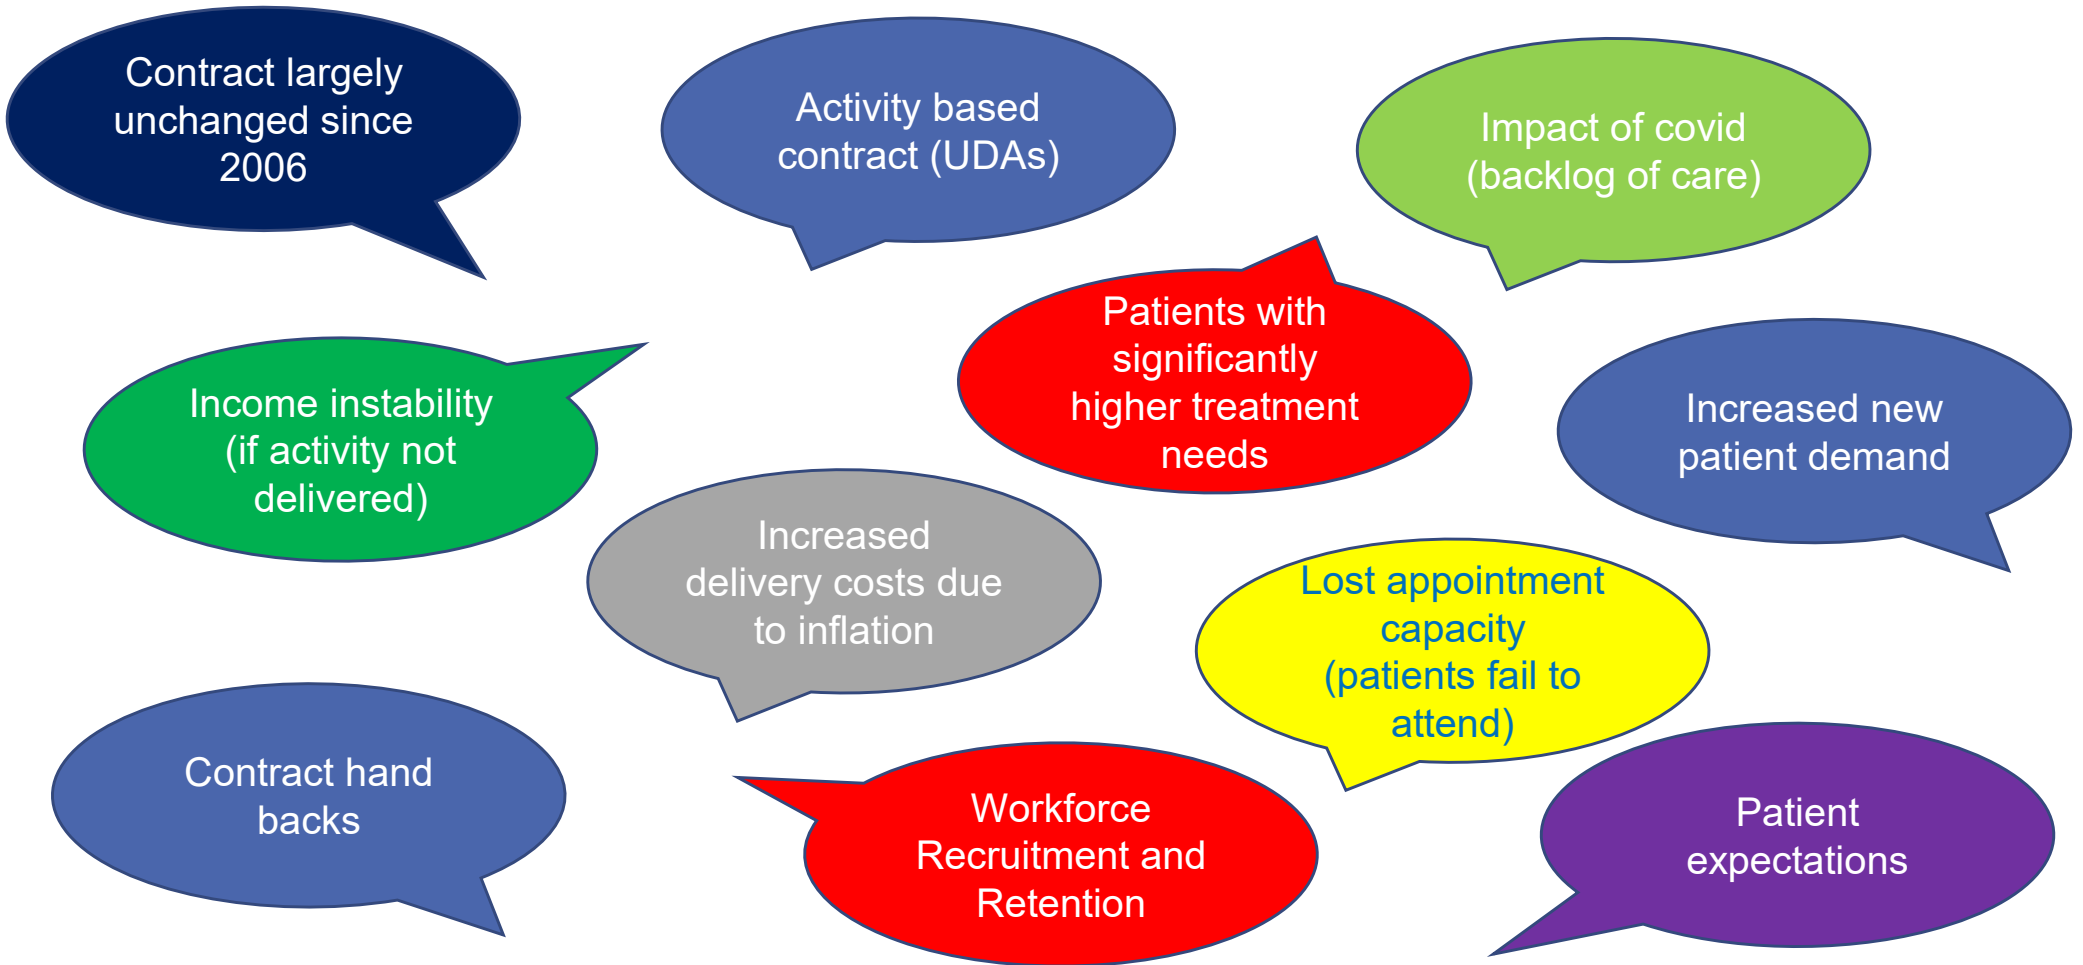 Contract largely
unchanged since
2006
Activity based
contract (UDAs)
Impact of covid
(backlog of care)
Income instability
(if activity not
delivered)
Patients with
significantly
higher treatment
needs
Increased new
patient demand
Increased
delivery costs due
to inflation
Lost appointment
capacity
(patients fail to
attend)
Contract hand
backs
Workforce
Recruitment and
Retention
Patient
expectations